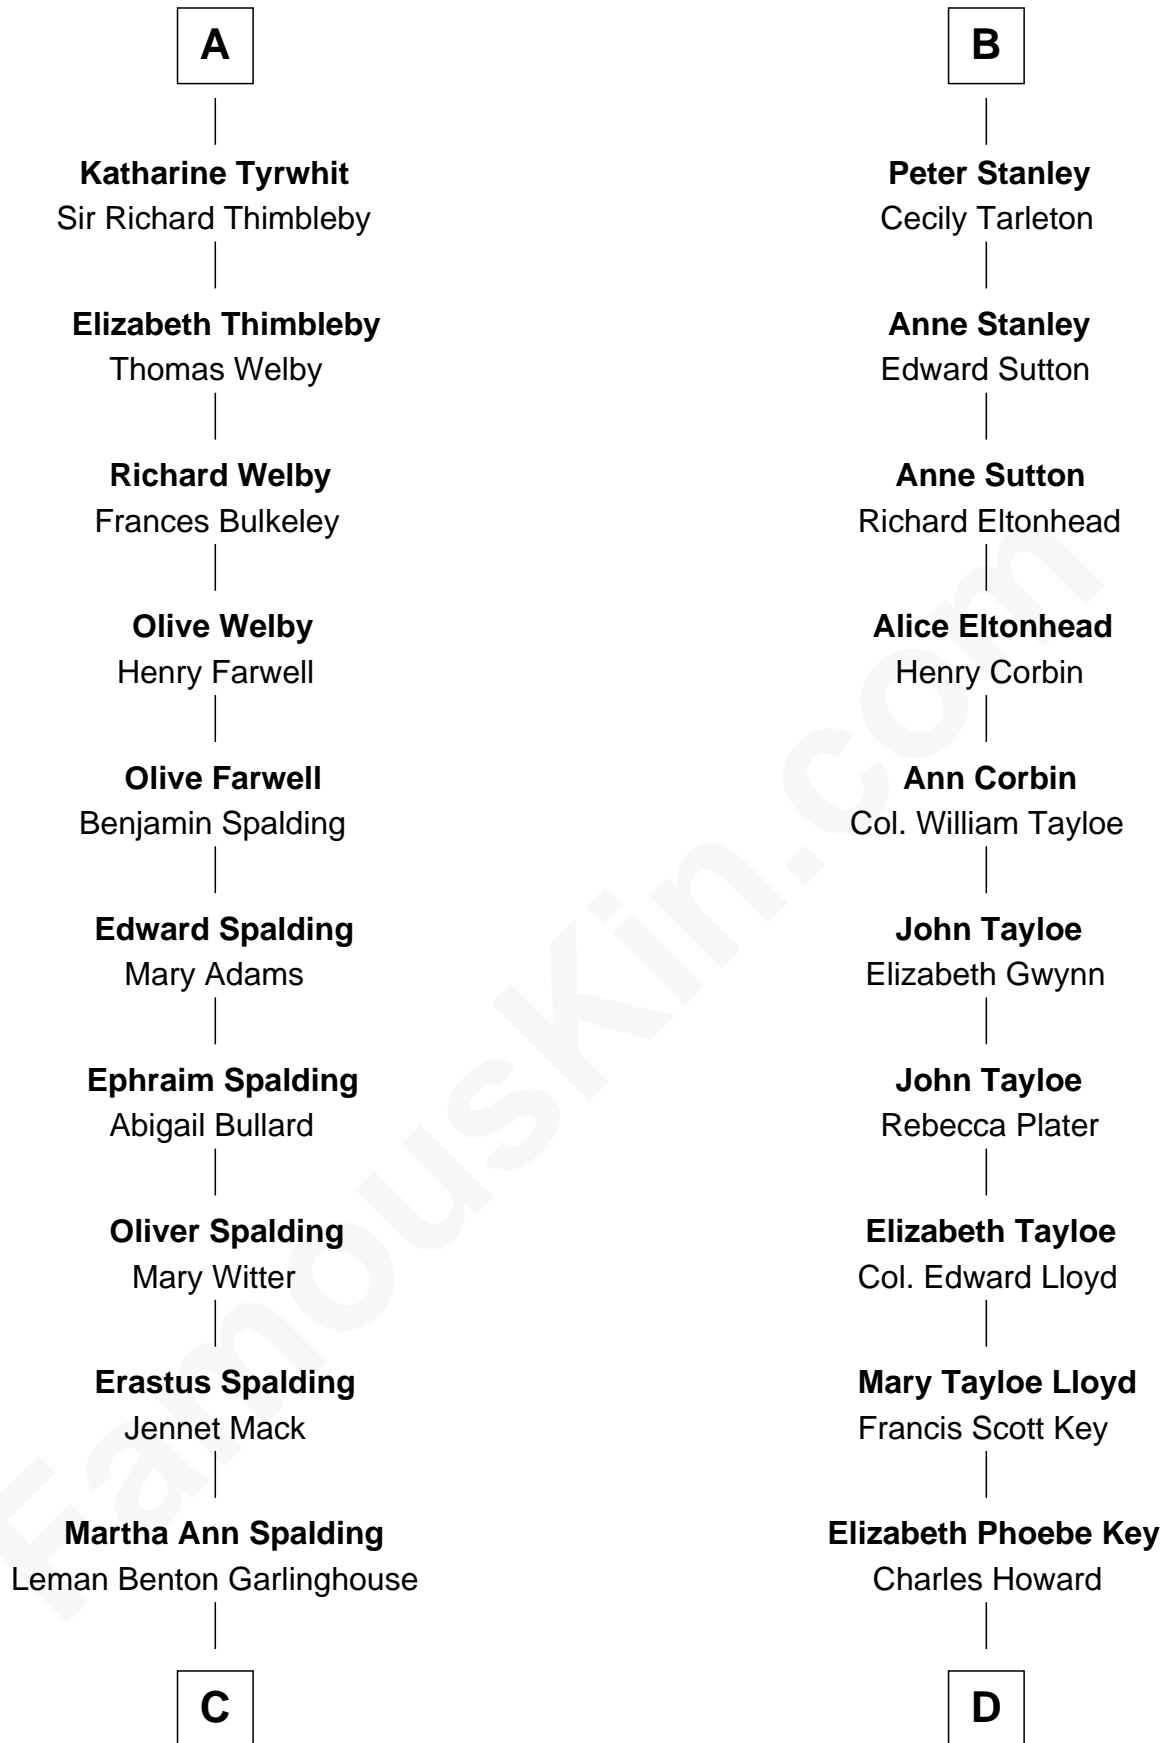 A
Katharine Tyrwhit
Sir Richard Thimbleby
Elizabeth Thimbleby
Thomas Welby
Richard Welby
Frances Bulkeley
Olive Welby
Henry Farwell
Olive Farwell
Benjamin Spalding
Edward Spalding
Mary Adams
Ephraim Spalding
Abigail Bullard
Oliver Spalding
Mary Witter
Erastus Spalding
Jennet Mack
Martha Ann Spalding
Leman Benton Garlinghouse
C
B
Peter Stanley
Cecily Tarleton
Anne Stanley
Edward Sutton
Anne Sutton
Richard Eltonhead
Alice Eltonhead
Henry Corbin
Ann Corbin
Col. William Tayloe
John Tayloe
Elizabeth Gwynn
John Tayloe
Rebecca Plater
Elizabeth Tayloe
Col. Edward Lloyd
Mary Tayloe Lloyd
Francis Scott Key
Elizabeth Phoebe Key
Charles Howard
D
FamousKin.com